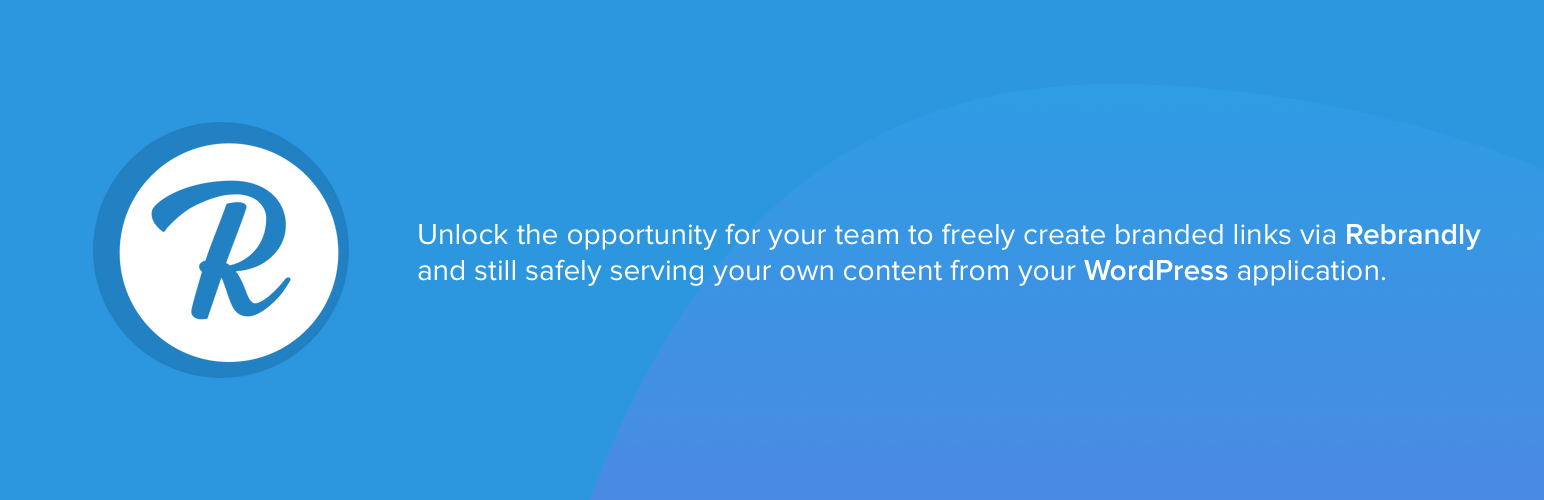 R
Unlock the opportunity for your team to freely create branded links via Rebrandly
and still safely serving your own content from your WordPress application.